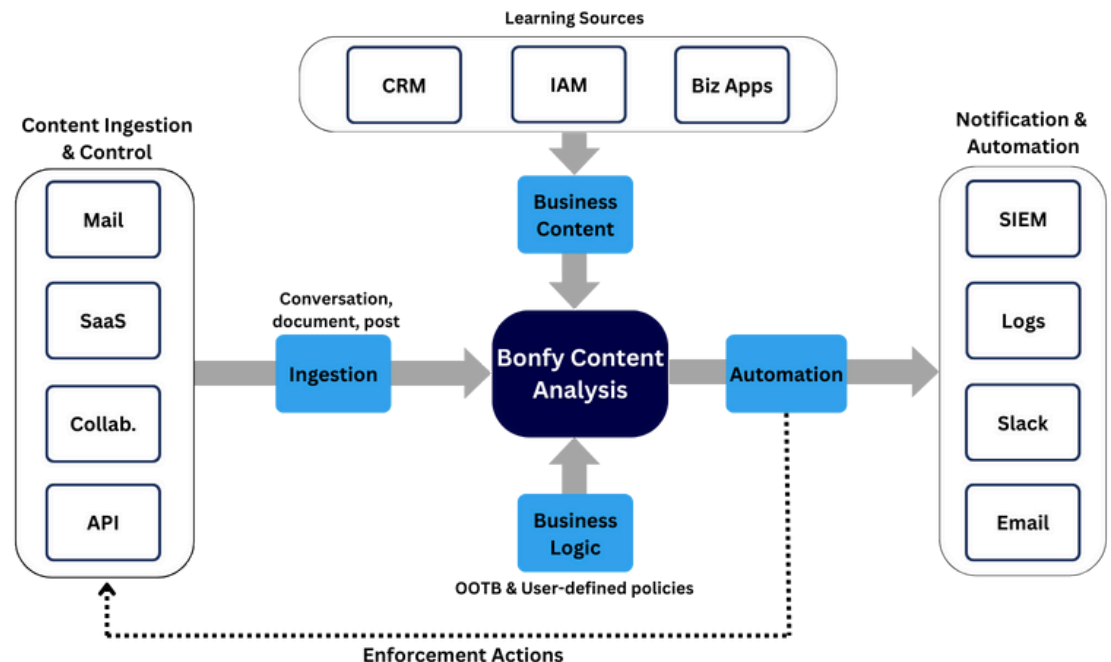 Learning Sources
CRM
IAM
Biz Apps
Content Ingestion
& Control
Mail
SaaS
Collab.
API
Business
Content
Conversation,
document, post
Ingestion
Bonfy Content
Analysis
Automation
Business
Logic
OOTB & User-defined policies
Notification &
Automation
SIEM
Logs
Slack
Email
Enforcement Actions